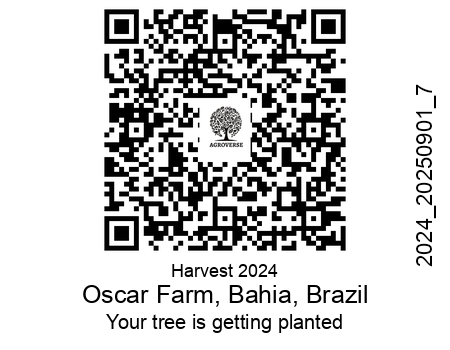 AGROVERSE
2024_20250901_7
Harvest 2024
Oscar Farm, Bahia, Brazil
Your tree is getting planted